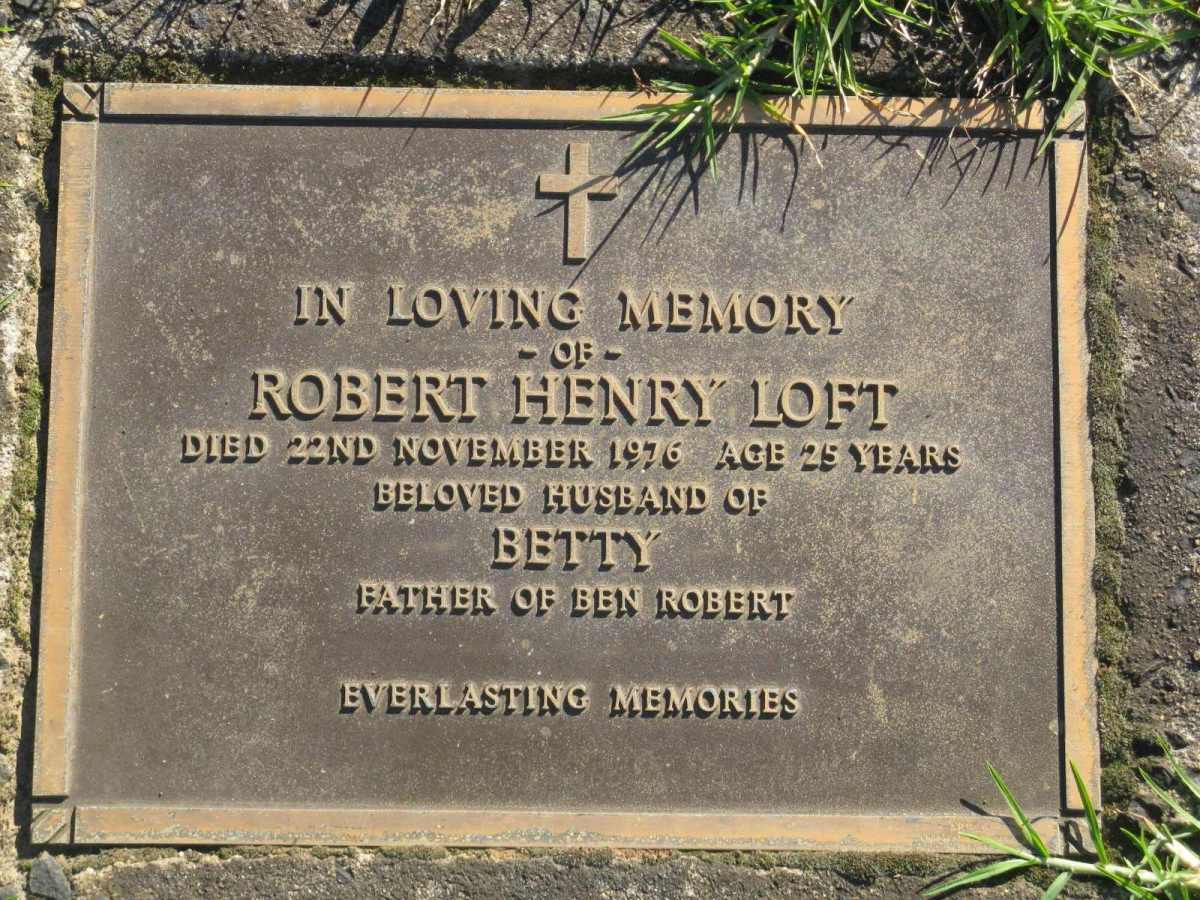 IN LOVING MEMORY
- OF -
ROBERT HENRY LOFT
DIED 22ND NOVEMBER 1976 AGE 25 YEARS
BELOVED HUSBAND OF
BETTY
FATHER OF BEN ROBERT
EVERLASTING MEMORIES